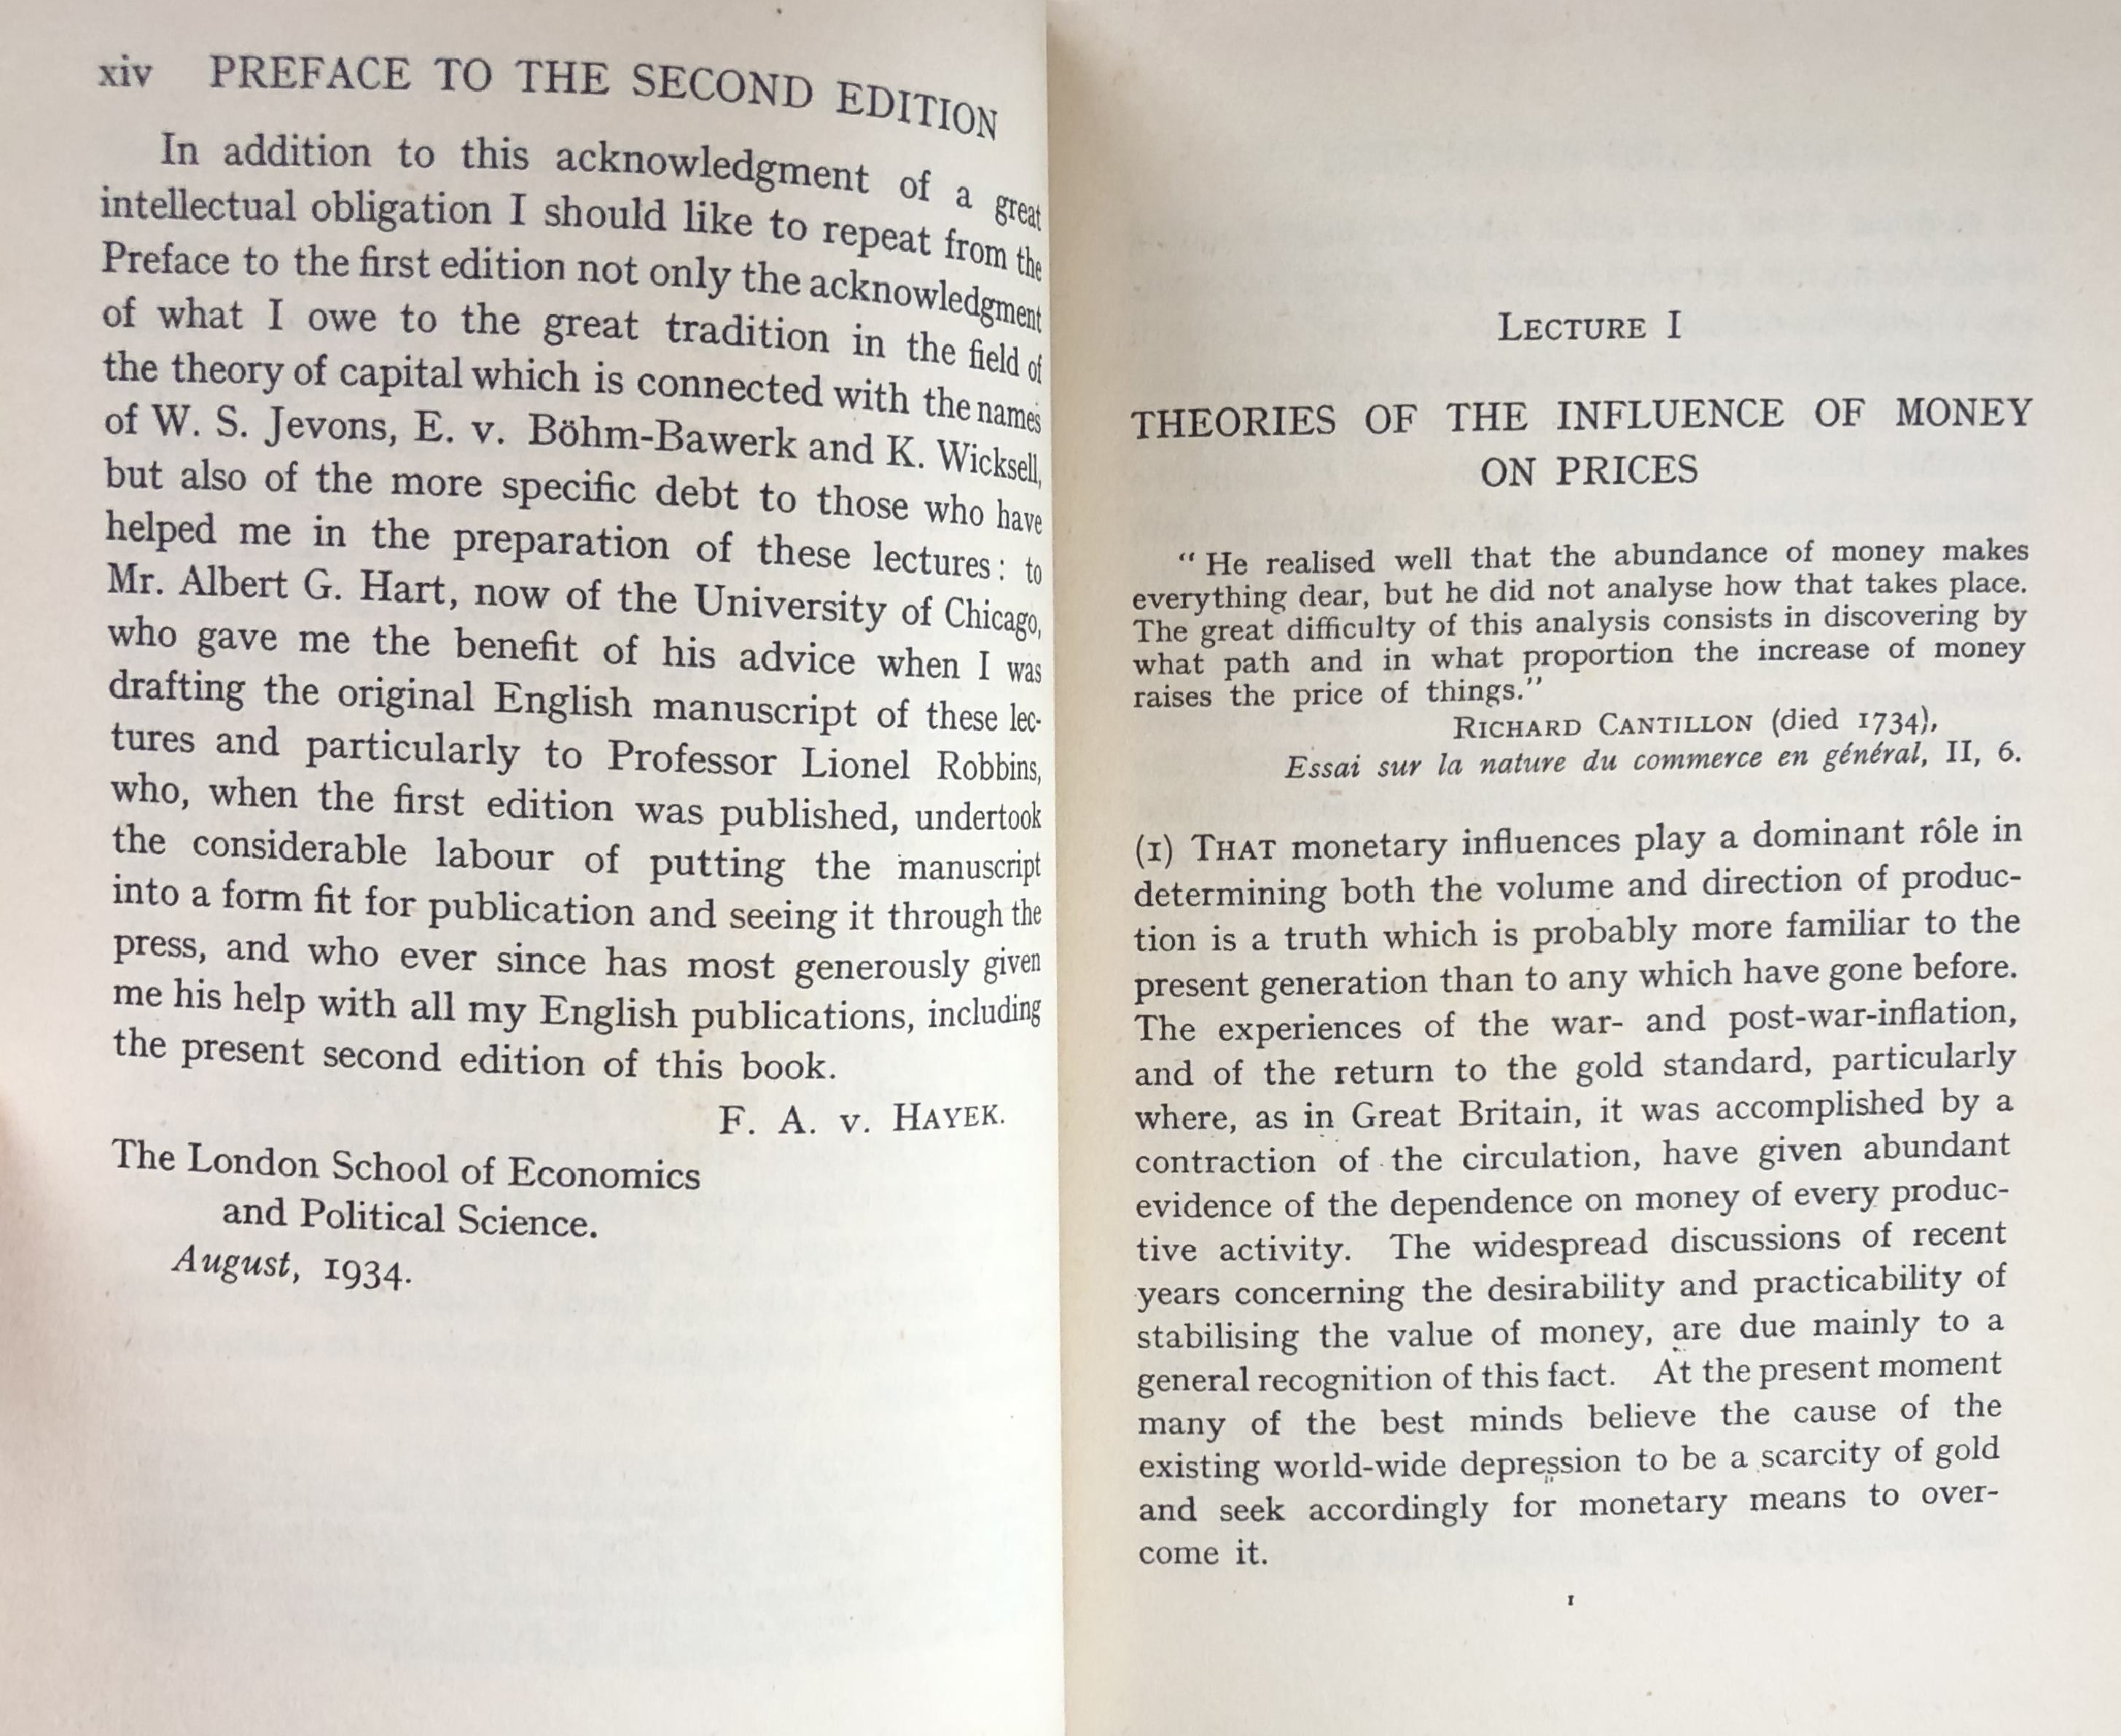 xiv PREFACE TO THE SECOND EDITION
In addition to this acknowledgment of a great
intellectual obligation I should like to repeat from the
Preface to the first edition not only the acknowledgment
of what I owe to the great tradition in the field of
the theory of capital which is connected with the names
of W. S. Jevons, E. v. Böhm-Bawerk and K. Wicksell,
but also of the more specific debt to those who have
helped me in the preparation of these lectures: to
Mr. Albert G. Hart, now of the University of Chicago,
who gave me the benefit of his advice when I was
drafting the original English manuscript of these lec-
tures and particularly to Professor Lionel Robbins,
who, when the first edition was published, undertook
the considerable labour of putting the manuscript
into a form fit for publication and seeing it through the
press, and who ever since has most generously given
me his help with all my English publications, including
the present second edition of this book.
F. A. v. HAYEK.
The London School of Economics
and Political Science.
August, 1934.
LECTURE I
THEORIES OF THE INFLUENCE OF MONEY
ON PRICES
“ He realised well that the abundance of money makes
everything dear, but he did not analyse how that takes place.
The great difficulty of this analysis consists in discovering by
what path and in what proportion the increase of money
raises the price of things.”
RICHARD CANTILLON (died 1734),
Essai sur la nature du commerce en général, II, 6.
(1) THAT monetary influences play a dominant rôle in
determining both the volume and direction of produc-
tion is a truth which is probably more familiar to the
present generation than to any which have gone before.
The experiences of the war- and post-war-inflation,
and of the return to the gold standard, particularly
where, as in Great Britain, it was accomplished by a
contraction of the circulation, have given abundant
evidence of the dependence on money of every produc-
tive activity. The widespread discussions of recent
years concerning the desirability and practicability of
stabilising the value of money, are due mainly to a
general recognition of this fact. At the present moment
many of the best minds believe the cause of the
existing world-wide depression to be a scarcity of gold
and seek accordingly for monetary means to over-
come it.
1